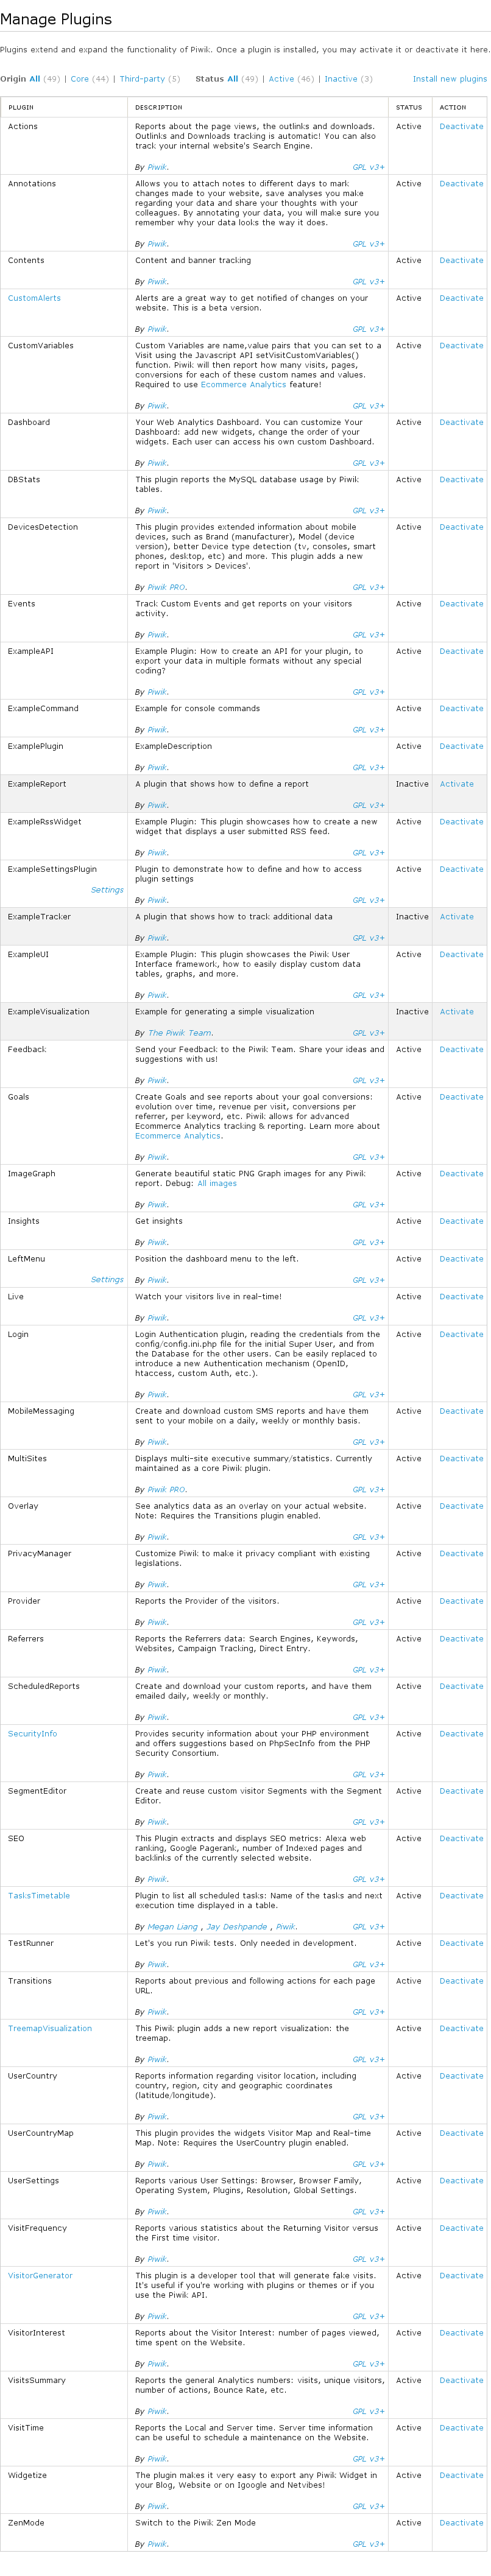 Manage Plugins
Plugins extend and expand the functionality of Piwik. Once a plugin is installed, you may activate it or deactivate it here.
Origin All (49) | Core (44) | Third-party (5) Status All (49) | Active (46) | Inactive (3) Install new plugins
PLUGIN DESCRIPTION STATUS ACTION
Actions Reports about the page views, the outlinks and downloads. Active Deactivate
Outlinks and Downloads tracking is automatic! You can also
track your internal website's Search Engine.
By Piwik. GPL v3+
Annotations Allows you to attach notes to different days to mark Active Deactivate
changes made to your website, save analyses you make
regarding your data and share your thoughts with your
colleagues. By annotating your data, you will make sure you
remember why your data looks the way it does.
By Piwik. GPL v3+
Contents Content and banner tracking Active Deactivate
By Piwik. GPL v3+
CustomAlerts Alerts are a great way to get notified of changes on your Active Deactivate
website. This is a beta version.
By Piwik. GPL v3+
CustomVariables Custom Variables are name,value pairs that you can set to a Active Deactivate
Visit using the Javascript API setVisitCustomVariables()
function. Piwik will then report how many visits, pages,
conversions for each of these custom names and values.
Required to use Ecommerce Analytics feature!
By Piwik. GPL v3+
Dashboard Your Web Analytics Dashboard. You can customize Your Active Deactivate
Dashboard: add new widgets, change the order of your
widgets. Each user can access his own custom Dashboard.
By Piwik. GPL v3+
DBStats This plugin reports the MySQL database usage by Piwik Active Deactivate
tables.
By Piwik. GPL v3+
DevicesDetection This plugin provides extended information about mobile Active Deactivate
devices, such as Brand (manufacturer), Model (device
version), better Device type detection (tv, consoles, smart
phones, desktop, etc) and more. This plugin adds a new
report in 'Visitors > Devices'.
By Piwik PRO. GPL v3+
Events Track Custom Events and get reports on your visitors Active Deactivate
activity.
By Piwik. GPL v3+
ExampleAPI Example Plugin: How to create an API for your plugin, to Active Deactivate
export your data in multiple formats without any special
coding?
By Piwik. GPL v3+
ExampleCommand Example for console commands Active Deactivate
By Piwik. GPL v3+
ExamplePlugin ExampleDescription Active Deactivate
By Piwik. GPL v3+
ExampleReport A plugin that shows how to define a report Inactive Activate
By Piwik. GPL v3+
ExampleRssWidget Example Plugin: This plugin showcases how to create a new Active Deactivate
widget that displays a user submitted RSS feed.
By Piwik. GPL v3+
ExampleSettingsPlugin Plugin to demonstrate how to define and how to access Active Deactivate
plugin settings
Settings
By Piwik. GPL v3+
ExampleTracker A plugin that shows how to track additional data Inactive Activate
By Piwik. GPL v3+
ExampleUI Example Plugin: This plugin showcases the Piwik User Active Deactivate
Interface framework, how to easily display custom data
tables, graphs, and more.
By Piwik. GPL v3+
ExampleVisualization Example for generating a simple visualization Inactive Activate
By The Piwik Team. GPL v3+
Feedback Send your Feedback to the Piwik Team. Share your ideas and Active Deactivate
suggestions with us!
By Piwik. GPL v3+
Goals Create Goals and see reports about your goal conversions: Active Deactivate
evolution over time, revenue per visit, conversions per
referrer, per keyword, etc. Piwik allows for advanced
Ecommerce Analytics tracking & reporting. Learn more about
Ecommerce Analytics.
By Piwik. GPL v3+
ImageGraph Generate beautiful static PNG Graph images for any Piwik Active Deactivate
report. Debug: All images
By Piwik. GPL v3+
Insights Get insights Active Deactivate
By Piwik. GPL v3+
LeftMenu Position the dashboard menu to the left. Active Deactivate
Settings By Piwik. GPL v3+
Live Watch your visitors live in real-time! Active Deactivate
By Piwik. GPL v3+
Login Login Authentication plugin, reading the credentials from the Active Deactivate
config/config.ini.php file for the initial Super User, and from
the Database for the other users. Can be easily replaced to
introduce a new Authentication mechanism (OpenID,
htaccess, custom Auth, etc.).
By Piwik. GPL v3+
MobileMessaging Create and download custom SMS reports and have them Active Deactivate
sent to your mobile on a daily, weekly or monthly basis.
By Piwik. GPL v3+
MultiSites Displays multi-site executive summary/statistics. Currently Active Deactivate
maintained as a core Piwik plugin.
By Piwik PRO. GPL v3+
Overlay See analytics data as an overlay on your actual website. Active Deactivate
Note: Requires the Transitions plugin enabled.
By Piwik. GPL v3+
PrivacyManager Customize Piwik to make it privacy compliant with existing Active Deactivate
legislations.
By Piwik. GPL v3+
Provider Reports the Provider of the visitors. Active Deactivate
By Piwik. GPL v3+
Referrers Reports the Referrers data: Search Engines, Keywords, Active Deactivate
Websites, Campaign Tracking, Direct Entry.
By Piwik. GPL v3+
ScheduledReports Create and download your custom reports, and have them Active Deactivate
emailed daily, weekly or monthly.
By Piwik. GPL v3+
SecurityInfo Provides security information about your PHP environment Active Deactivate
and offers suggestions based on PhpSecInfo from the PHP
Security Consortium.
By Piwik. GPL v3+
SegmentEditor Create and reuse custom visitor Segments with the Segment Active Deactivate
Editor.
By Piwik. GPL v3+
SEO This Plugin extracts and displays SEO metrics: Alexa web Active Deactivate
ranking, Google Pagerank, number of Indexed pages and
backlinks of the currently selected website.
By Piwik. GPL v3+
TasksTimetable Plugin to list all scheduled tasks: Name of the tasks and next Active Deactivate
execution time displayed in a table.
By Megan Liang , Jay Deshpande , Piwik. GPL v3+
TestRunner Let's you run Piwik tests. Only needed in development. Active Deactivate
By Piwik. GPL v3+
Transitions Reports about previous and following actions for each page Active Deactivate
URL.
By Piwik. GPL v3+
TreemapVisualization This Piwik plugin adds a new report visualization: the Active Deactivate
treemap.
By Piwik. GPL v3+
UserCountry Reports information regarding visitor location, including Active Deactivate
country, region, city and geographic coordinates
(latitude/longitude).
By Piwik. GPL v3+
UserCountryMap This plugin provides the widgets Visitor Map and Real-time Active Deactivate
Map. Note: Requires the UserCountry plugin enabled.
By Piwik. GPL v3+
UserSettings Reports various User Settings: Browser, Browser Family, Active Deactivate
Operating System, Plugins, Resolution, Global Settings.
By Piwik. GPL v3+
VisitFrequency Reports various statistics about the Returning Visitor versus Active Deactivate
the First time visitor.
By Piwik. GPL v3+
VisitorGenerator This plugin is a developer tool that will generate fake visits. Active Deactivate
It's useful if you're working with plugins or themes or if you
use the Piwik API.
By Piwik. GPL v3+
VisitorInterest Reports about the Visitor Interest: number of pages viewed, Active Deactivate
time spent on the Website.
By Piwik. GPL v3+
VisitsSummary Reports the general Analytics numbers: visits, unique visitors, Active Deactivate
number of actions, Bounce Rate, etc.
By Piwik. GPL v3+
VisitTime Reports the Local and Server time. Server time information Active Deactivate
can be useful to schedule a maintenance on the Website.
By Piwik. GPL v3+
Widgetize The plugin makes it very easy to export any Piwik Widget in Active Deactivate
your Blog, Website or on Igoogle and Netvibes!
By Piwik. GPL v3+
ZenMode Switch to the Piwik Zen Mode Active Deactivate
By Piwik. GPL v3+